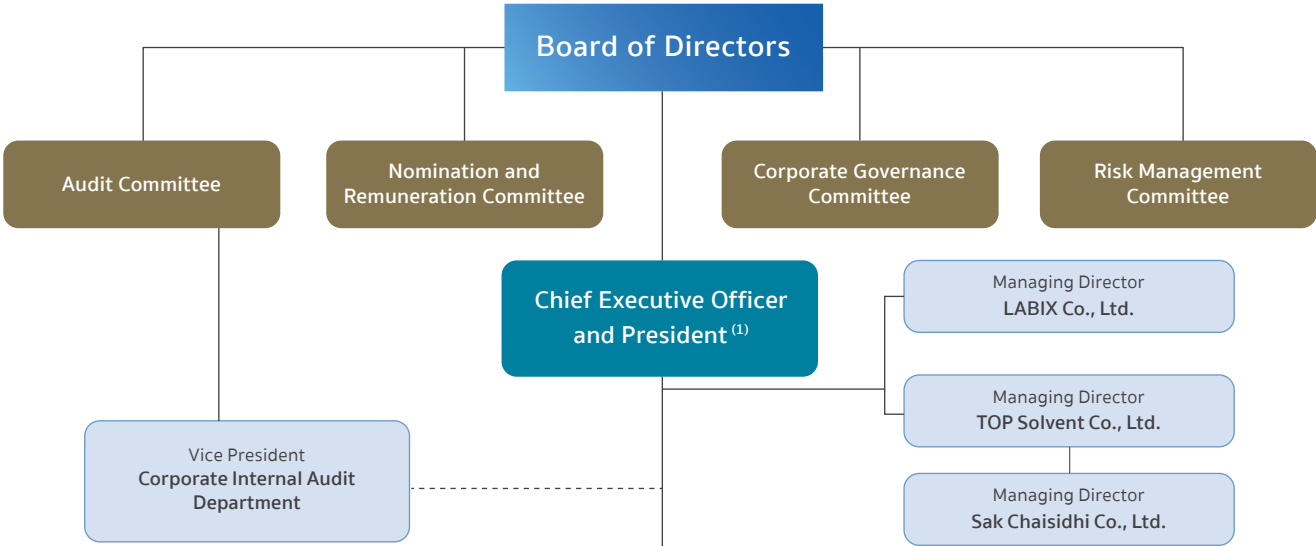 Board of Directors
Audit Committee
Nomination and
Remuneration Committee
Corporate Governance
Committee
Risk Management
Committee
Chief Executive Officer
and President (1)
Managing Director
LABIX Co., Ltd.
Managing Director
TOP Solvent Co., Ltd.
Vice President
Corporate Internal Audit
Department
Managing Director
Sak Chaisidhi Co., Ltd.